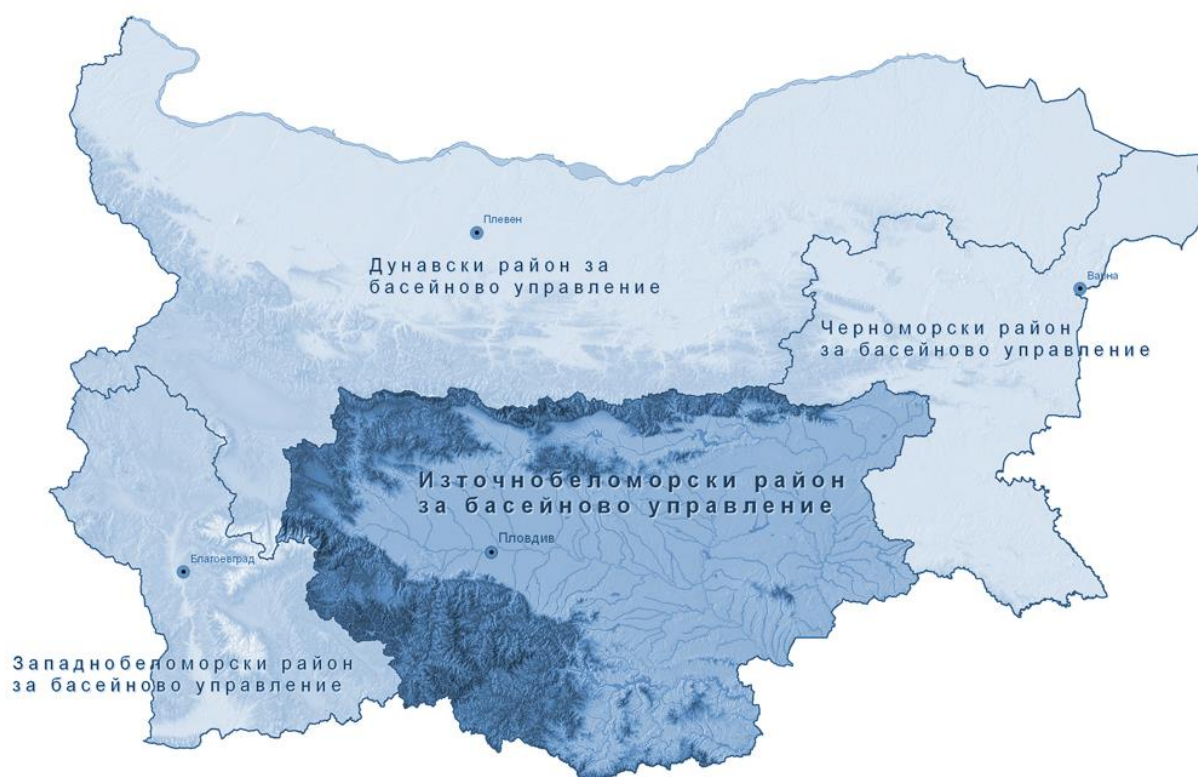 Плевен
Дунавски район за
басейново управление
Варна
Черноморски район
за басейново управление
Източнобеломорски район
за басейново управление
Пловдив
Благоевград
Западнобеломорски район
за басейново управление